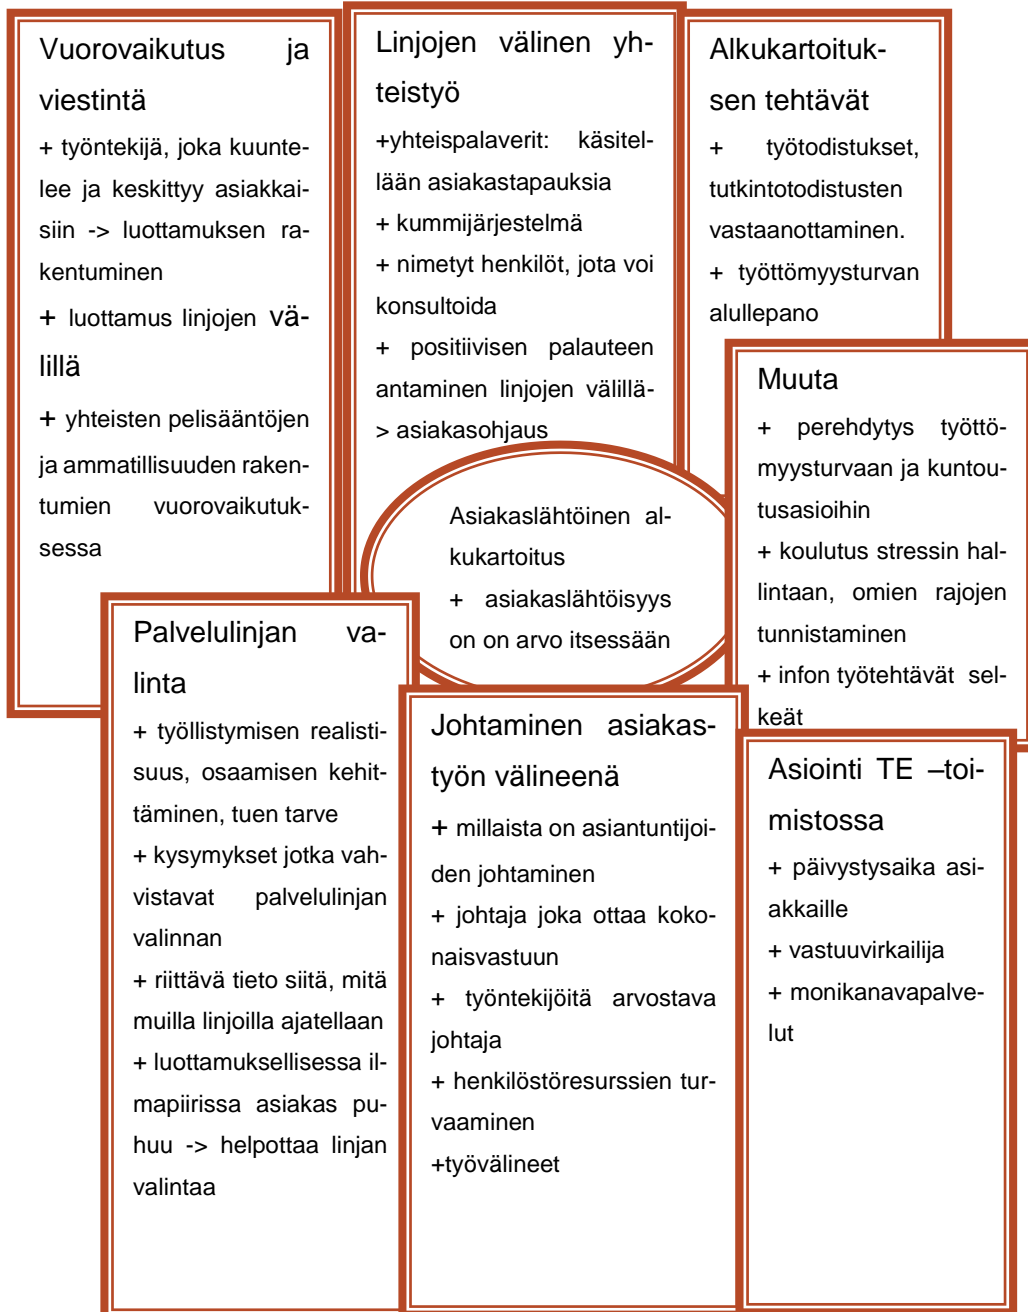 Vuorovaikutus ja
viestintä
+ työntekijä, joka kuunte-
lee ja keskittyy asiakkai-
siin -> luottamuksen ra-
kentuminen
+ luottamus linjojen vä-
lillä
+ yhteisten pelisääntöjen
ja ammatillisuuden raken-
tumien vuorovaikutuk-
sessa
Linjojen välinen yh-
teistyö
+yhteispalaverit: käsitel-
lään asiakastapauksia
+ kummijärjestelmä
+ nimetyt henkilöt, jota voi
konsultoida
+ positiivisen palauteen
antaminen linjojen välillä-
> asiakasohjaus
Alkukartoituk-
sen tehtävät
+ työtodistukset,
tutkintotodistusten
vastaanottaminen.
+ työttömyysturvan
alullepano
Muuta
+ perehdytys työttö-
myysturvaan ja kuntou-
tusasioihin
+ koulutus stressin hal-
lintaan, omien rajojen
tunnistaminen
+ infon työtehtävät sel-
keät
Asiakaslähtöinen al-
kukartoitus
+ asiakaslähtöisyys
on on arvo itsessään
Palvelulinjan va-
linta
+ työllistymisen realisti-
suus, osaamisen kehit-
täminen, tuen tarve
+ kysymykset jotka vah-
vistavat palvelulinjan
valinnan
+ riittävä tieto siitä, mitä
muilla linjoilla ajatellaan
+ luottamuksellisessa il-
mapiirissa asiakas pu-
huu -> helpottaa linjan
valintaa
Johtaminen asiakas-
työn välineenä
+ millaista on asiantuntijoi-
den johtaminen
+ johtaja joka ottaa koko-
naisvastuun
+ työntekijöitä arvostava
johtaja
+ henkilöstöresurssien tur-
vaaminen
+työvälineet
Asiointi TE –toi-
mistossa
+ päivystysaika asi-
akkaille
+ vastuuvirkailija
+ monikanavapalve-
lut